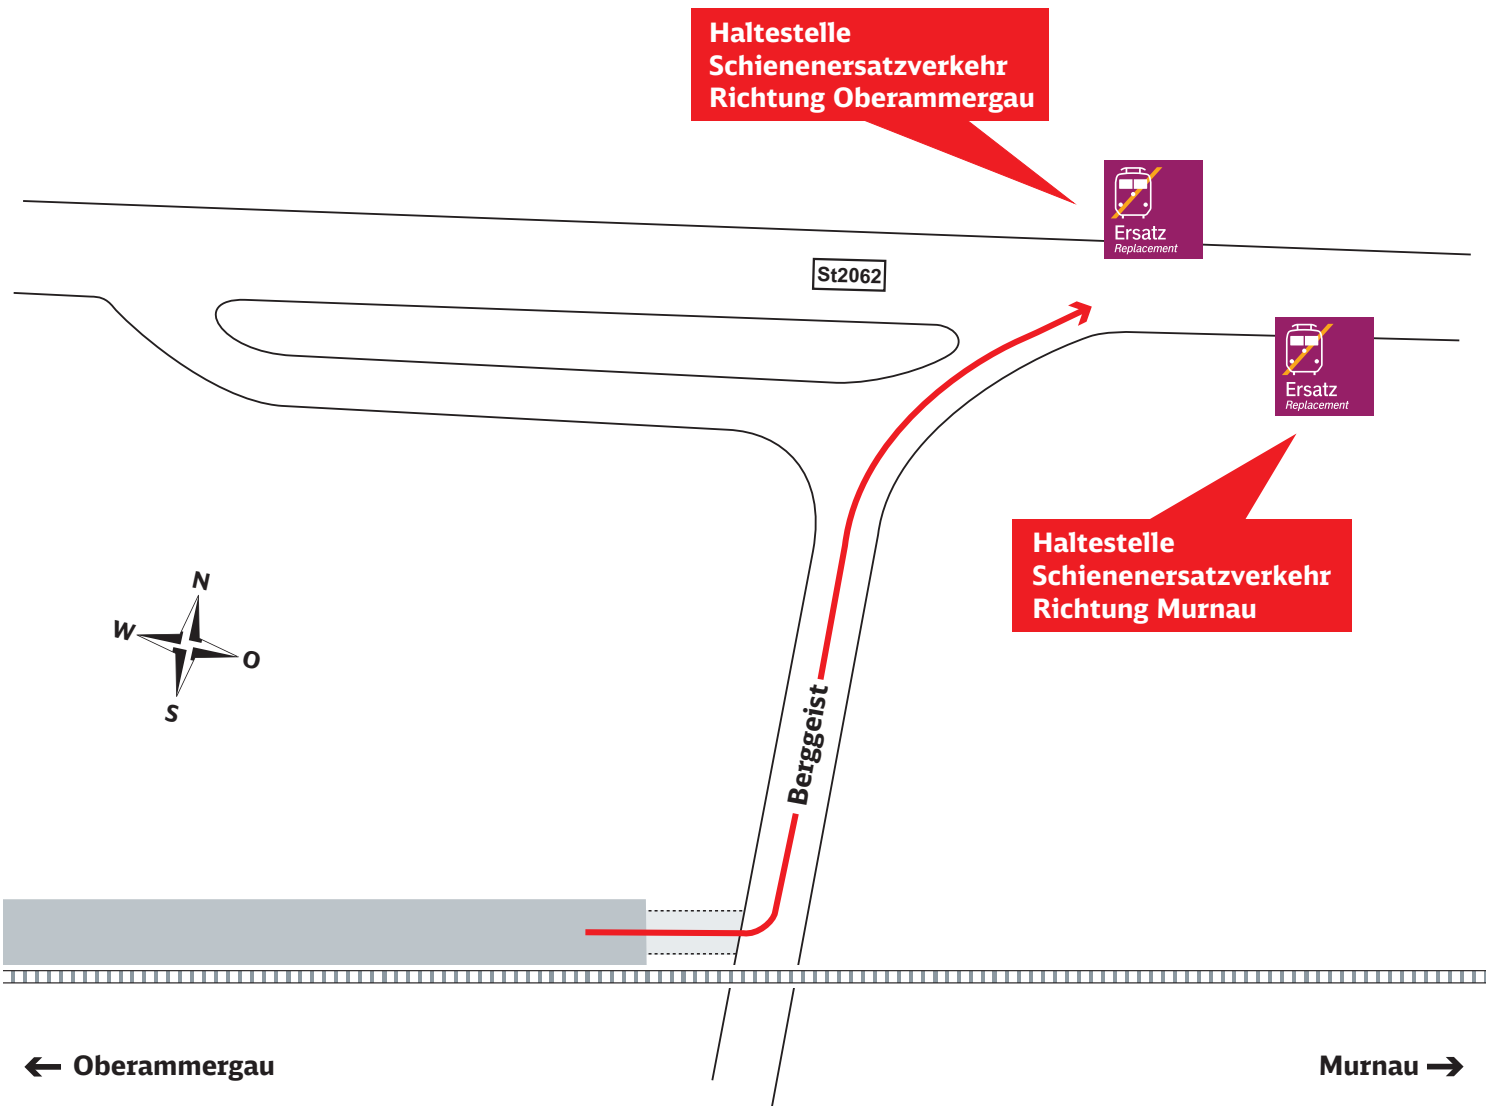 Haltestelle
Schienenersatzverkehr
Richtung Oberammergau
Ersatz
Replacement
St2062
Ersatz
Replacement
Haltestelle
Schienenersatzverkehr
Richtung Murnau
N
W
O
S
Berggeist
← Oberammergau
Murnau →